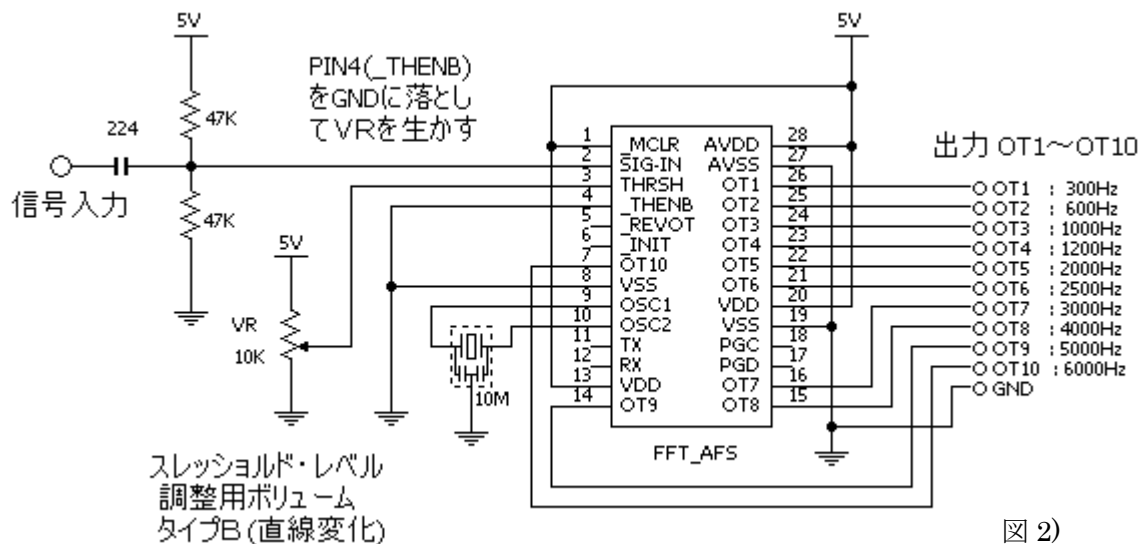 5V
5V
PIN4(_THENB)
をGNDに落とし
てVRを生かす
47K
224
信号入力
47K
5V
VR
10K
スレッショルド・レベル
調整用ボリューム
タイプB(直線変化)
10M
1 _MCLR AVDD 28
2 SIG-IN AVSS 27
3 THRSH OT1 26
4 _THENB OT2 25
5 _REVOT OT3 24
6 _INIT OT4 23
7 OT10 OT5 22
8 VSS OT6 21
9 OSC1 VDD 20
10 OSC2 VSS 19
11 TX PGC 18
12 RX PGD 17
13 VDD OT7 16
14 OT9 OT8 15
FFT_AFS
出力 OT1～OT10
OT1 : 300Hz
OT2 : 600Hz
OT3 : 1000Hz
OT4 : 1200Hz
OT5 : 2000Hz
OT6 : 2500Hz
OT7 : 3000Hz
OT8 : 4000Hz
OT9 : 5000Hz
OT10 : 6000Hz
GND
図 2)